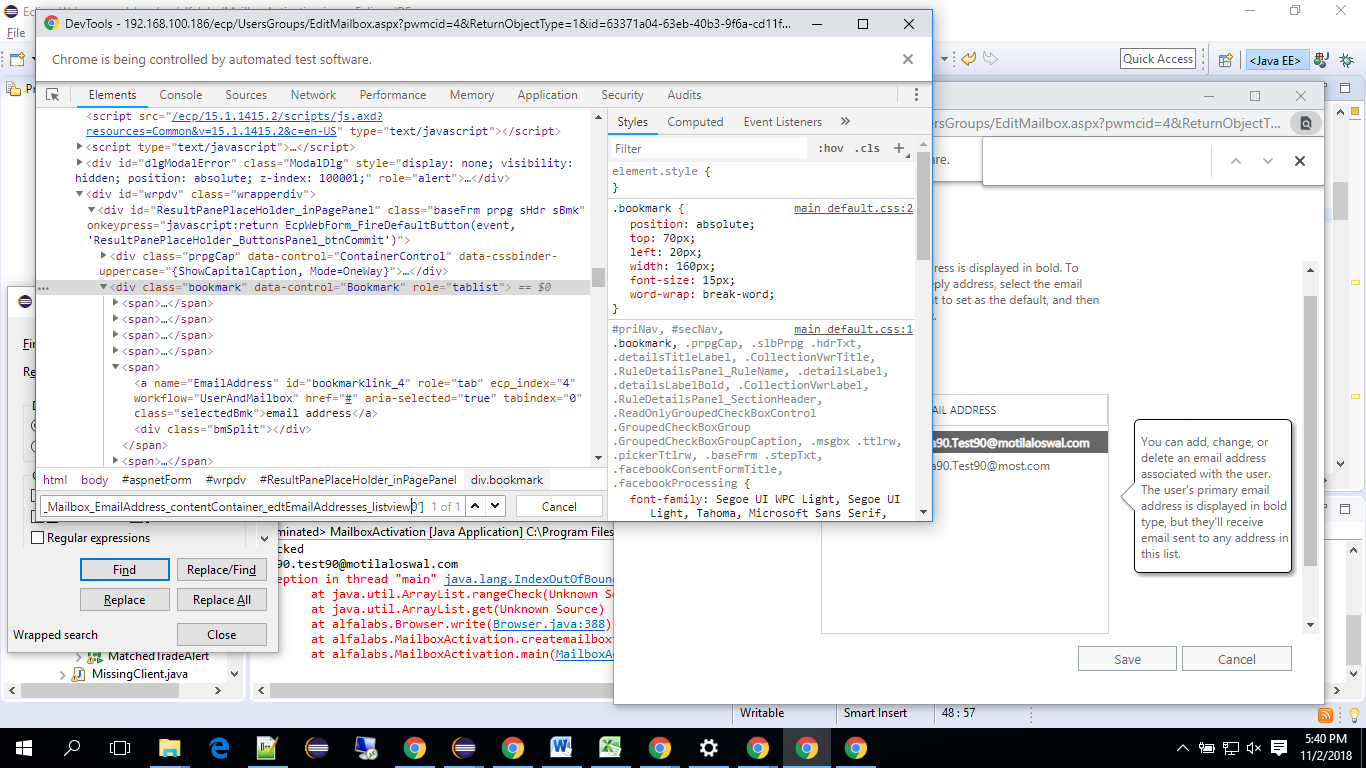 DevTools - 192.168.100.186/ecp/UsersGroups/EditMailbox.aspx?pwmcid=4&ReturnObjectType=1&id=63371a04-63eb-40b3-9f6a-cd11f...
File
Chrome is being controlled by automated test software.
Quick Access
<Java EE>
Elements
Console
Sources
Network
Performance
Memory
Application
Security
Audits
<script src="/ecp/15.1.1415.2/scripts/js.axd?
resources=Common&v=15.1.1415.2&c=en-US" type="text/javascript"></script>
<script type="text/javascript">…</script>
<div id="dlgModalError" class="ModalDlg" style="display: none; visibility:
hidden; position: absolute; z-index: 100001;" role="alert">…</div>
<div id="wrpdv" class="wrapperdiv">
<div id="ResultPanePlaceHolder_inPagePanel" class="baseFrm prpg sHdr sBmk"
onkeypress="javascript:return EcpWebForm_FireDefaultButton(event,
'ResultPanePlaceHolder_ButtonsPanel_btnCommit')">
<div class="prpgCap" data-control="ContainerControl" data-cssbinder-
uppercase="{ShowCapitalCaption, Mode=OneWay}">…</div>
<div class="bookmark" data-control="Bookmark" role="tablist"> == $0
<span>…</span>
<span>…</span>
<span>…</span>
<span>…</span>
<span>
<a name="EmailAddress" id="bookmarklink_4" role="tab" ecp_index="4"
workflow="UserAndMailbox" href="#" aria-selected="true" tabindex="0"
class="selectedBmk">email address</a>
<div class="bmSplit"></div>
</span>
<span>…</span>
html body #aspnetForm #wrpdv #ResultPanePlaceHolder_inPagePanel div.bookmark
_Mailbox_EmailAddress_contentContainer_edtEmailAddresses_listview0'] 1 of 1
Cancel
Styles
Computed
Event Listeners
»
Filter
:hov
.cls
+
element.style {
}
.bookmark {
main default.css:2
position: absolute;
top: 70px;
left: 20px;
width: 160px;
font-size: 15px;
word-wrap: break-word;
}
#priNav, #secNav,
main default.css:1
.bookmark, .prpgCap, .slbPrpg .hdrTxt,
.detailsTitleLabel, .CollectionVwrTitle,
.RuleDetailsPanel_RuleName, .detailsLabel,
.detailsLabelBold, .CollectionVwrLabel,
.RuleDetailsPanel_SectionHeader,
.ReadOnlyGroupedCheckBoxControl
.GroupedCheckBoxGroup
.GroupedCheckBoxGroupCaption, .msgbx .ttlrw,
.pickerTtlrw, .baseFrm .stepTxt,
.facebookConsentFormTitle,
.facebookProcessing {
font-family: Segoe UI WPC Light, Segoe UI
Light, Tahoma, Microsoft Sans Serif,
ersGroups/EditMailbox.aspx?pwmcid=4&ReturnObjectT...
are.
dress is displayed in bold. To
eply address, select the email
t to set as the default, and then
AIL ADDRESS
a90.Test90@motilaloswal.com
a90.Test90@most.com
You can add, change, or
delete an email address
associated with the user.
The user's primary email
address is displayed in bold
type, but they'll receive
email sent to any address in
this list.
Save
Cancel
Regular expressions
Find
Replace/Find
Replace
Replace All
Wrapped search
Close
MatchedTradeAlert
MissingClient.java
minated> MailboxActivation [Java Application] C:\Program Files
cked
90.test90@motilaloswal.com
eption in thread "main" java.lang.IndexOutOfBoun
at java.util.ArrayList.rangeCheck(Unknown So
at java.util.ArrayList.get(Unknown Source)
at alfalabs.Browser.write(Browser.java:388)
at alfalabs.MailboxActivation.createmailbox
at alfalabs.MailboxActivation.main(MailboxA
Writable
Smart Insert
48 : 57
5:40 PM
11/2/2018